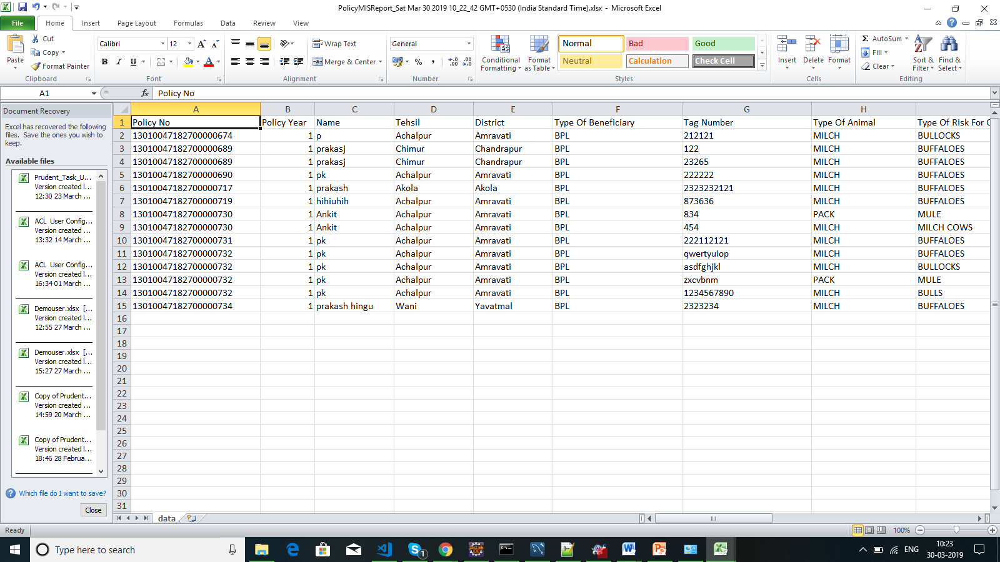 PolicyMISReport_Sat Mar 30 2019 10_22_42 GMT+0530 (India Standard Time).xlsx - Microsoft Excel
File Home Insert Page Layout Formulas Data Review View
Paste Cut Copy Format Painter Clipboard
Calibri 12 A A B I U A Font
Wrap Text Merge & Center Alignment
General % , .00 Number
Conditional Formatting Format as Table Normal Bad Good Neutral Calculation Check Cell Styles
Insert Delete Format Cells
Σ AutoSum Fill Clear Sort & Filter Find & Select Editing
A1 fx Policy No
Document Recovery
Excel has recovered the following
files. Save the ones you wish to
keep.
Available files
Prudent_Task_U...
Version created l...
12:30 23 March ...
ACL User Config...
Version created ...
13:32 14 March ...
ACL User Config...
Version created ...
16:34 01 March ...
Demouser.xlsx [...
Version created l...
12:55 27 March ...
Demouser.xlsx [...
Version created l...
15:27 27 March ...
Copy of Prudent...
Version created ...
14:59 20 March ...
Copy of Prudent...
Version created l...
18:46 28 Februa...
Which file do I want to save?
Close
A B C D E F G H
1 Policy No Policy Year Name Tehsil District Type Of Beneficiary Tag Number Type Of Animal Type Of Risk For C
2 13010047182700000674 1 p Achalpur Amravati BPL 212121 MILCH BULLOCKS
3 13010047182700000689 1 prakasj Chimur Chandrapur BPL 122 MILCH BUFFALOES
4 13010047182700000689 1 prakasj Chimur Chandrapur BPL 23265 MILCH BUFFALOES
5 13010047182700000690 1 pk Achalpur Amravati BPL 222222 MILCH BUFFALOES
6 13010047182700000717 1 prakash Akola Akola BPL 2323232121 MILCH BUFFALOES
7 13010047182700000719 1 hihiuhih Achalpur Amravati BPL 873636 MILCH BUFFALOES
8 13010047182700000730 1 Ankit Achalpur Amravati BPL 834 PACK MULE
9 13010047182700000730 1 Ankit Achalpur Amravati BPL 454 MILCH MILCH COWS
10 13010047182700000731 1 pk Achalpur Amravati BPL 222112121 MILCH BUFFALOES
11 13010047182700000732 1 pk Achalpur Amravati BPL qwertyuiop MILCH BUFFALOES
12 13010047182700000732 1 pk Achalpur Amravati BPL asdfghjkl MILCH BULLOCKS
13 13010047182700000732 1 pk Achalpur Amravati BPL zxcvbnm PACK MULE
14 13010047182700000732 1 pk Achalpur Amravati BPL 1234567890 MILCH BULLS
15 13010047182700000734 1 prakash hingu Wani Yavatmal BPL 2323234 MILCH BUFFALOES
16
17
18
19
20
21
22
23
24
25
26
27
28
29
30
31
data
Ready 100%
Type here to search
1
ENG 10:23
30-03-2019